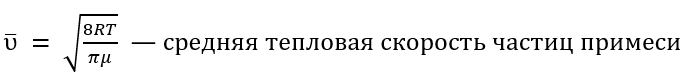 ῡ = √(8RT/πμ) — средняя тепловая скорость частиц примеси